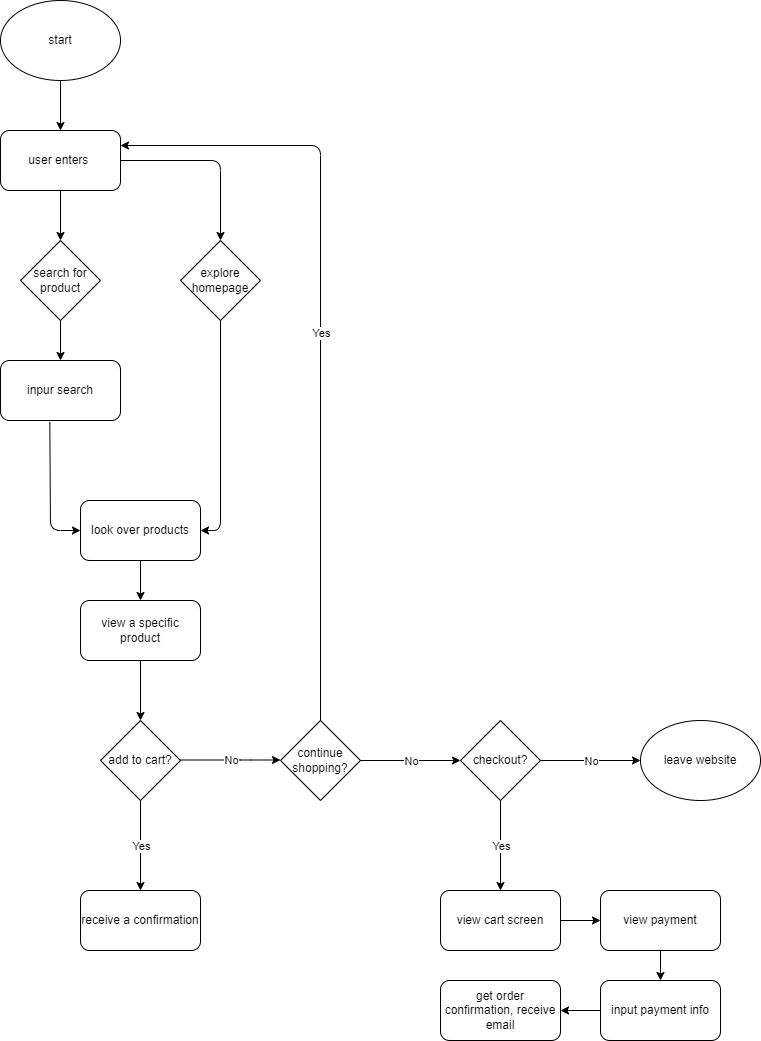 start
user enters
search for
product
explore
homepage
Yes
inpur search
look over products
view a specific
product
add to cart?
No
continue
shopping?
No
checkout?
No
leave website
Yes
Yes
receive a confirmation
view cart screen
view payment
get order
confirmation, receive
email
input payment info